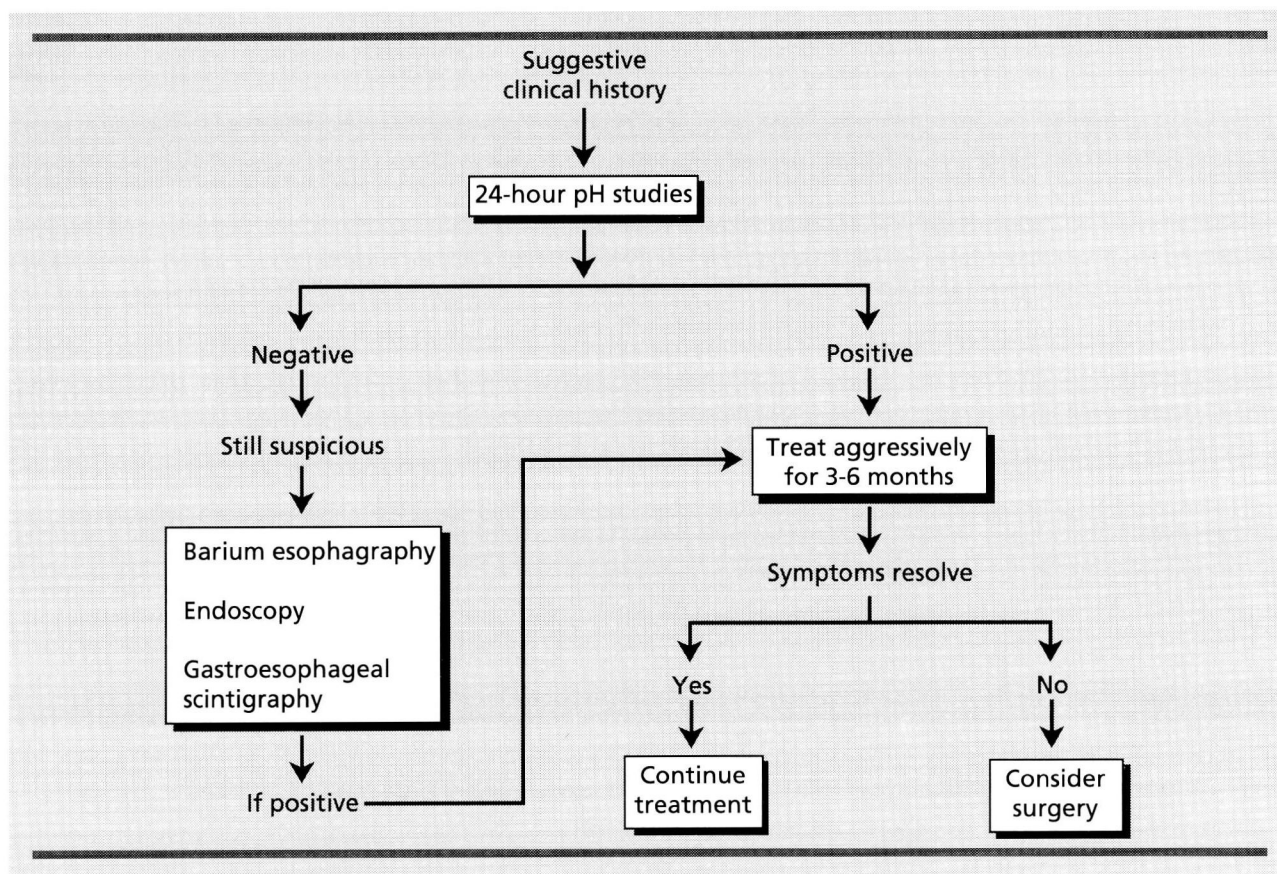 Suggestive
clinical history
24-hour pH studies
Negative
Positive
Still suspicious
Treat aggressively
for 3-6 months
Barium esophagraphy
Endoscopy
Gastroesophageal
scintigraphy
If positive
Symptoms resolve
Yes
No
Continue
treatment
Consider
surgery